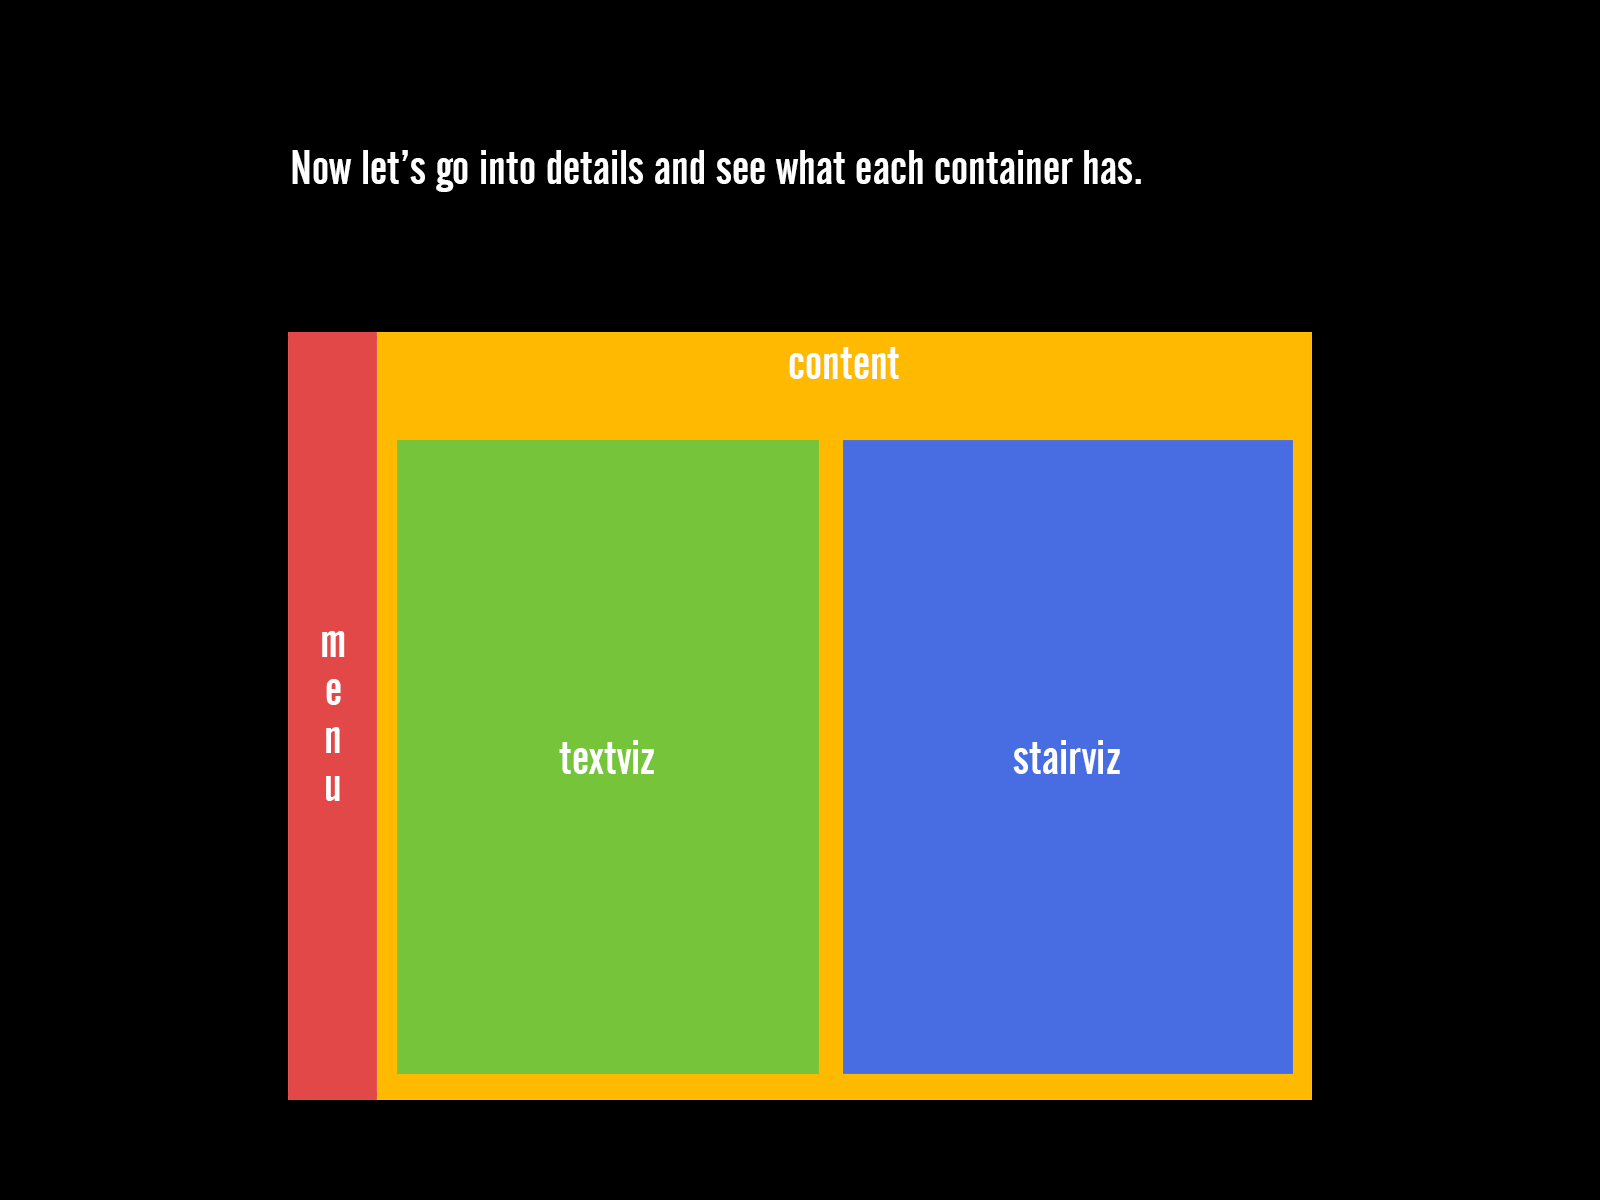 Now let’s go into details and see what each container has.
content
m
e
n
u
textviz
stairviz